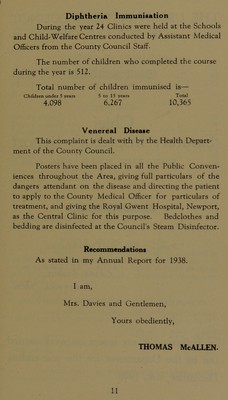 Diphtheria Immunisation
During the year 24 Clinics were held at the Schools
and Child-Welfare Centres conducted by Assistant Medical
Officers from the County Council Staff.
The number of children who completed the course
during the year is 512.
Total number of children immunised is—
Children under 5 years 5 to 15 years Total
4,098 6,267 10,365
Venereal Disease
This complaint is dealt with by the Health Depart-
ment of the County Council.
Posters have been placed in all the Public Conven-
iences throughout the Area, giving full particulars of the
dangers attendant on the disease and directing the patient
to apply to the County Medical Officer for particulars of
treatment, and giving the Royal Gwent Hospital, Newport,
as the Central Clinic for this purpose. Bedclothes and
bedding are disinfected at the Council's Steam Disinfector.
Recommendations
As stated in my Annual Report for 1938.
I am,
Mrs. Davies and Gentlemen,
Yours obediently,
THOMAS McALLEN.
11